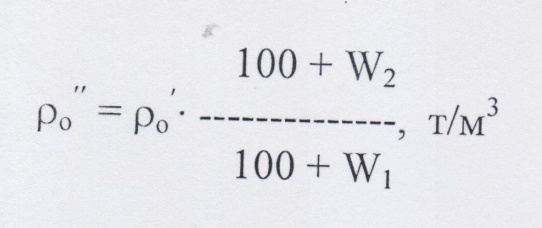 100 + W₂
ρₒ'' = ρₒ' · --------------, т/м³
100 + W₁